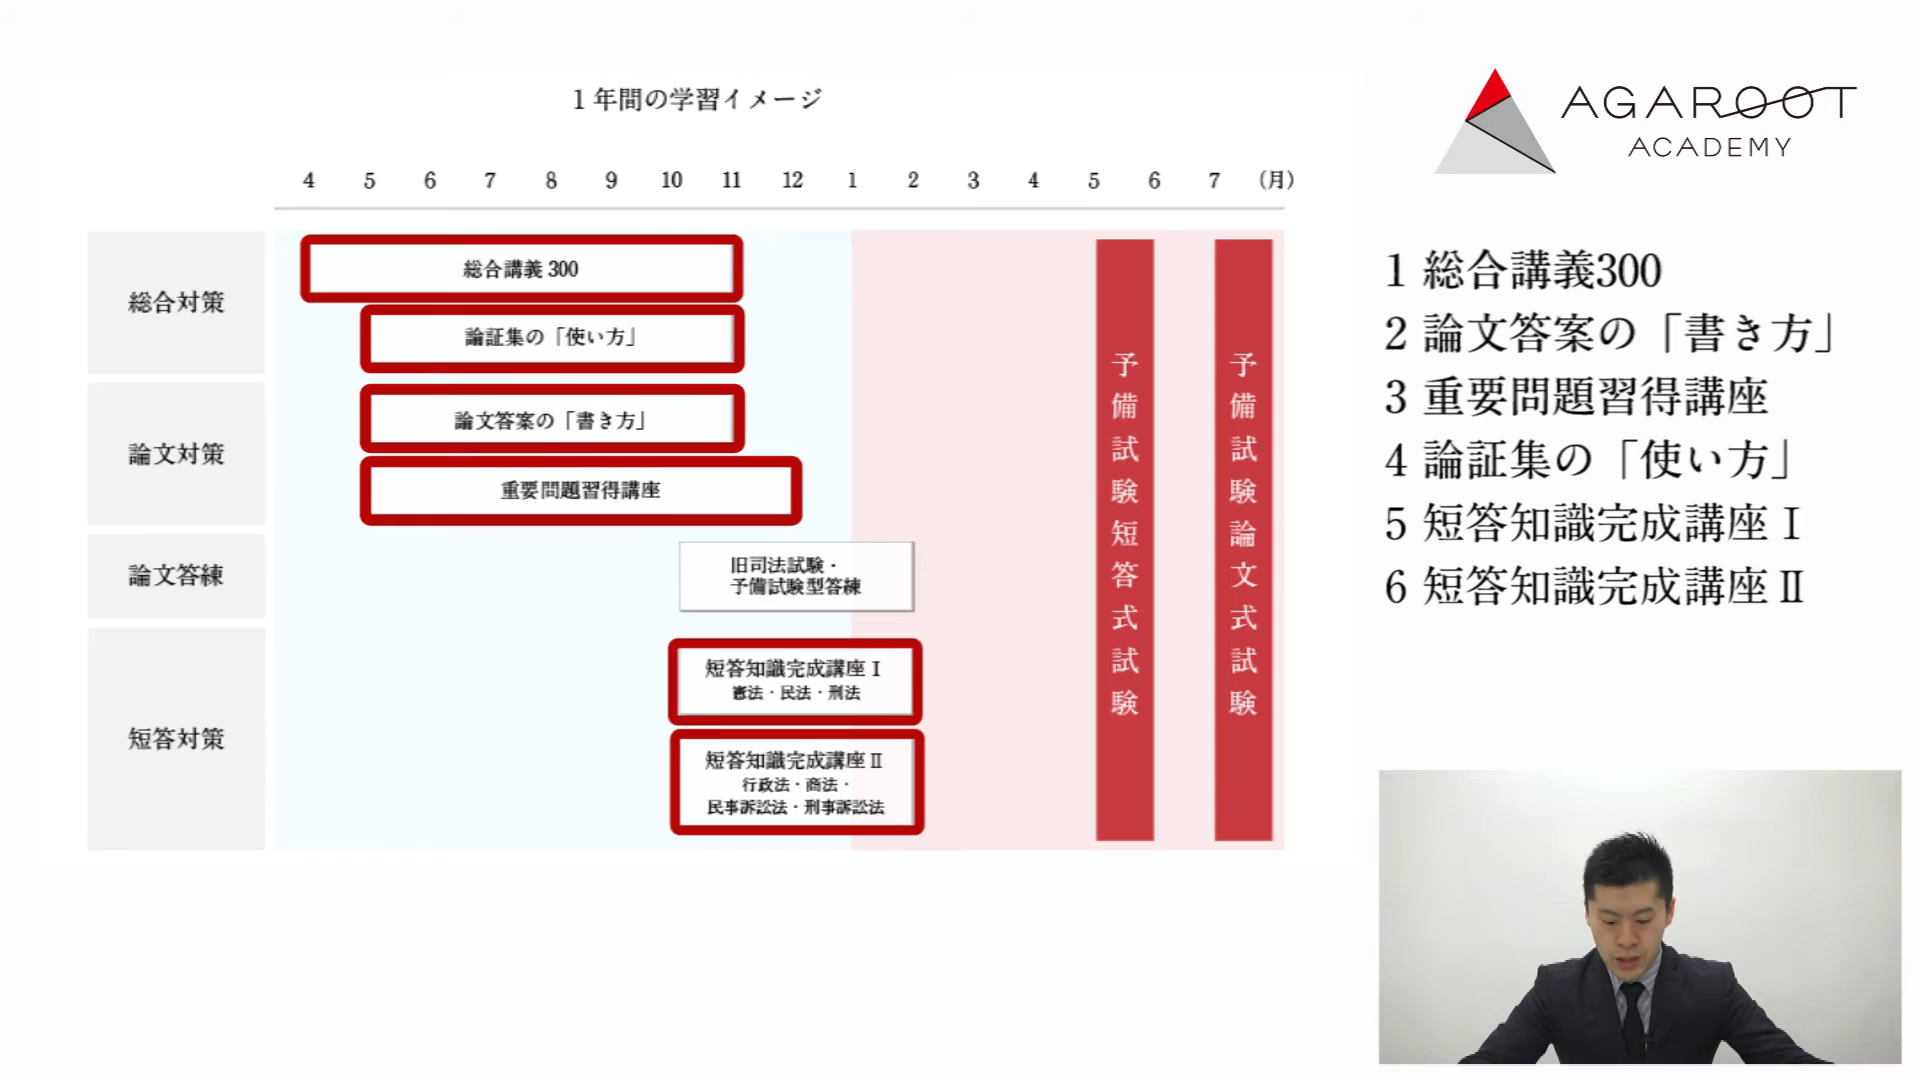 1年間の学習イメージ
4 5 6 7 8 9 10 11 12 1 2 3 4 5 6 7 (月)
総合対策
総合講義300
論証集の「使い方」
論文対策
論文答案の「書き方」
重要問題習得講座
論文答練
旧司法試験・
予備試験型答練
短答対策
短答知識完成講座Ⅰ
憲法・民法・刑法
短答知識完成講座Ⅱ
行政法・商法・
民事訴訟法・刑事訴訟法
予備試験短答式試験
予備試験論文式試験
AGAROOT
ACADEMY
1 総合講義300
2 論文答案の「書き方」
3 重要問題習得講座
4 論証集の「使い方」
5 短答知識完成講座Ⅰ
6 短答知識完成講座Ⅱ